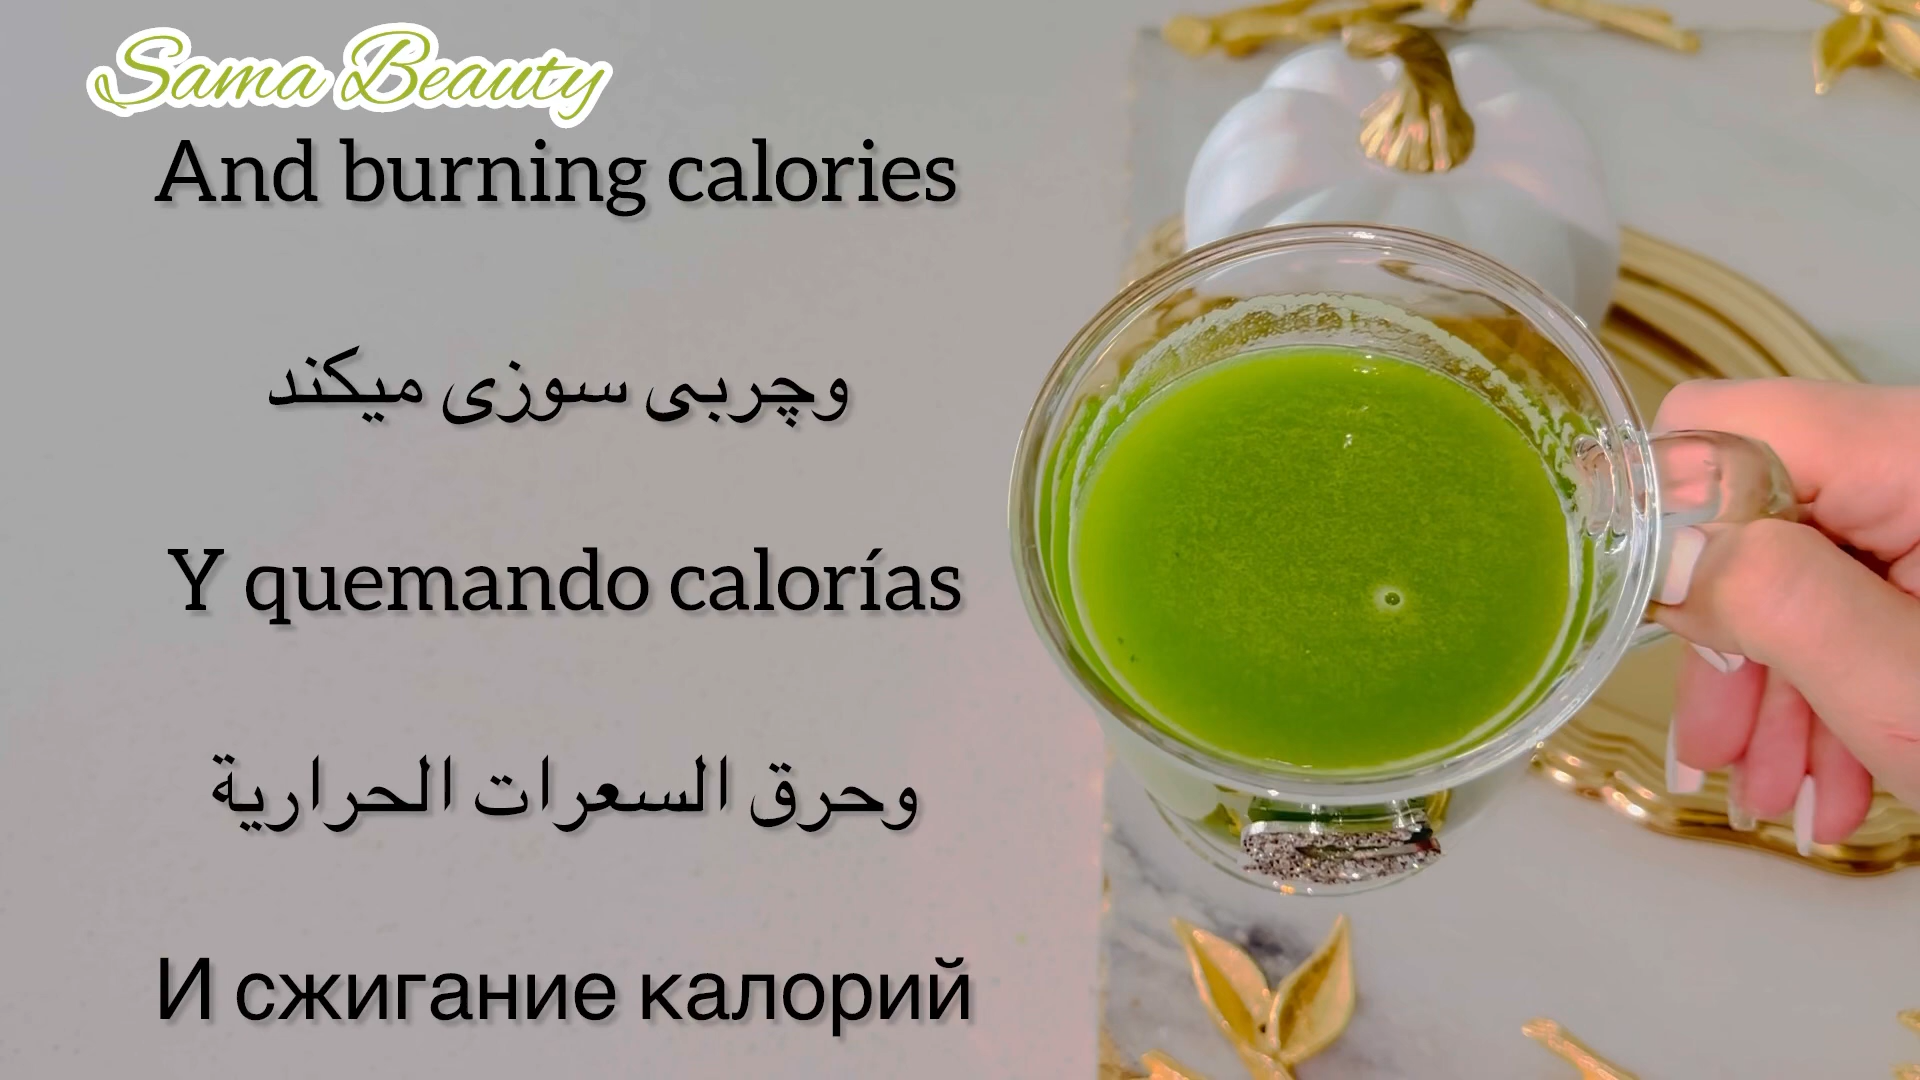 Sama Beauty
And burning calories
وچربی سوزی میکند
Y quemando calorías
وحرق السعرات الحرارية
И сжигание калорий